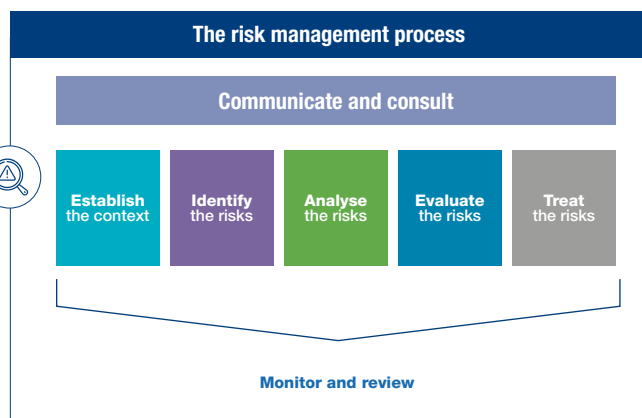 The risk management process
Communicate and consult
Establish
the context
Identify
the risks
Analyse
the risks
Evaluate
the risks
Treat
the risks
Monitor and review